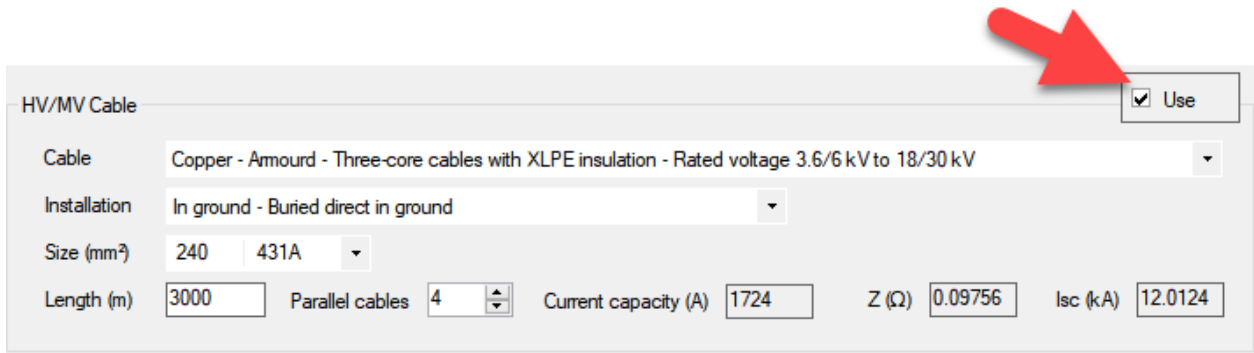 Use
HV/MV Cable
Cable Copper - Armourd - Three-core cables with XLPE insulation - Rated voltage 3.6/6 kV to 18/30 kV
Installation In ground - Buried direct in ground
Size (mm²) 240 431A
Length (m) 3000 Parallel cables 4 Current capacity (A) 1724 Z (Ω) 0.09756 Isc (kA) 12.0124